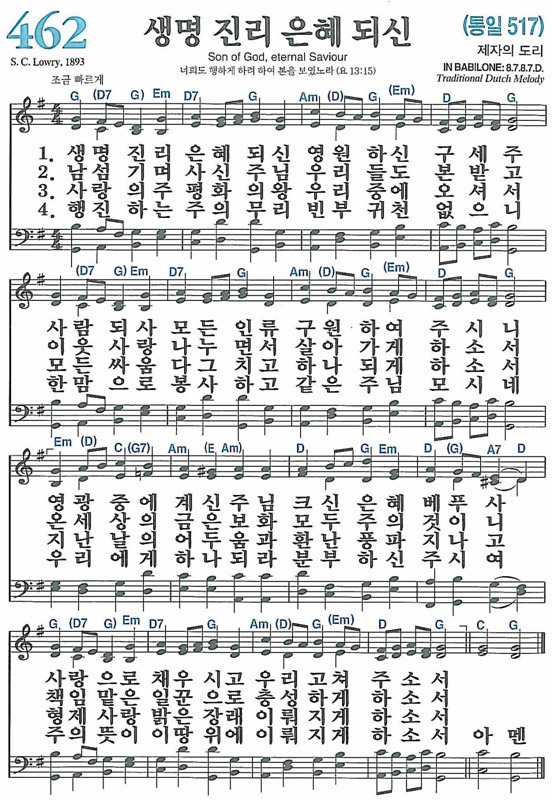 462
생명 진리 은혜 되신
(통일 517)
S. C. Lowry, 1893
Son of God, eternal Saviour
제자의 도리
너희도 행하게 하려 하여 본을 보였노라 (요 13:15)
IN BABILONE: 8.7.8.7.D.
Traditional Dutch Melody
조금 빠르게
G (D7 G) Em D7 G Am (D) G (Em) D G
1. 생 명 진 리 은 혜 되 신 영 원 하 신 구 세 주
2. 남 섬 기 며 사 신 주 님 우 리 들 도 본 받 고
3. 사 랑 의 주 평 화 의 왕 우 리 중 에 오 셔 서
4. 행 진 하 는 주 의 무 리 빈 부 귀 천 없 으 니
(D7 G) Em D7 G Am (D) G (Em) D G
사 람 되 사 모 든 인 류 구 원 하 여 주 시 니
이 웃 사 랑 나 누 면 서 살 아 가 게 하 소 서
모 든 싸 움 다 그 치 고 하 나 되 게 하 소 서
한 맘 으 로 봉 사 하 고 같 은 주 님 모 시 네
Em (D) C (G7) Am (E Am) D G Em D (G) A7 D
영 광 중 에 계 신 주 님 크 신 은 혜 베 푸 사
온 세 상 의 금 은 보 화 모 두 주 의 것 이 니
지 난 날 의 어 두 움 과 환 난 풍 파 지 나 고
우 리 에 게 하 나 되 라 분 부 하 신 주 시 여
G (D G) Em D G Am (D) G (Em) D G C G
사 랑 으 로 채 우 시 고 우 리 고 쳐 주 소 서
책 임 맡 은 일 꾼 으 로 충 성 하 게 하 소 서
형 제 사 랑 밝 은 장 래 이 뤄 지 게 하 소 서
주 의 뜻 이 이 땅 위 에 이 뤄 지 게 하 소 서 아 멘